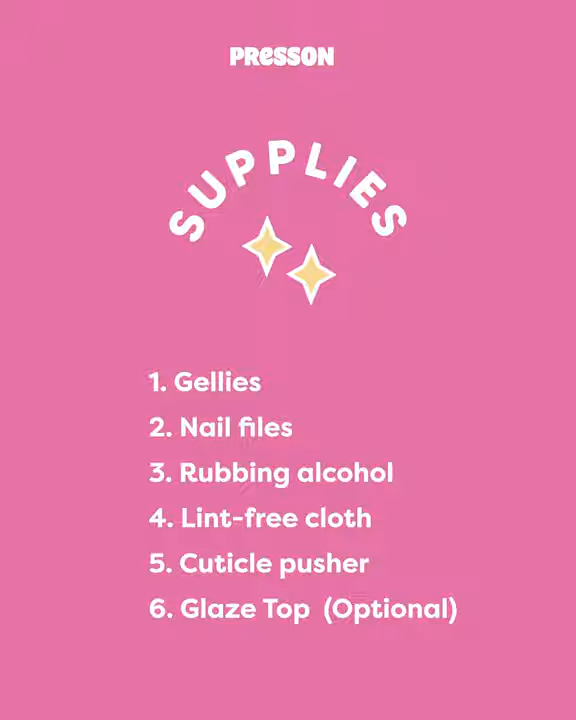 PRESSON
SUPPLIES
1. Gellies
2. Nail files
3. Rubbing alcohol
4. Lint-free cloth
5. Cuticle pusher
6. Glaze Top (Optional)